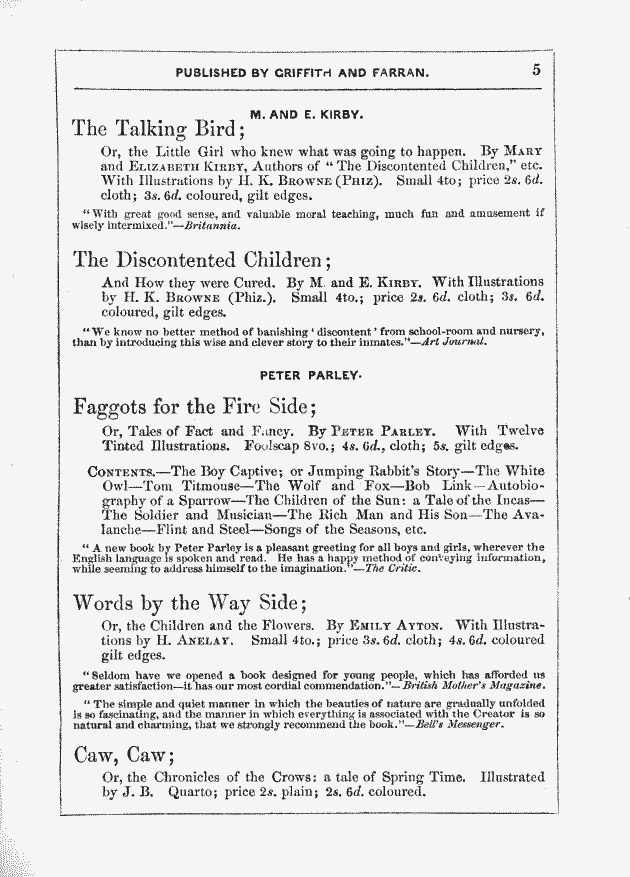 PUBLISHED BY GRIFFITH AND FARRAN. 5
M. AND E. KIRBY.
The Talking Bird;
Or, the Little Girl who knew what was going to happen. By MARY
and ELIZABETH KIRBY, Authors of “ The Discontented Children,” etc.
With Illustrations by H. K. BROWNE (PHIZ). Small 4to; price 2s. 6d.
cloth; 3s. 6d. coloured, gilt edges.
“With great good sense, and valuable moral teaching, much fun and amusement if
wisely intermixed.”—Britannia.
The Discontented Children;
And How they were Cured. By M. and E. KIRBY. With Illustrations
by H. K. BROWNE (Phiz.). Small 4to.; price 2s. 6d. cloth; 3s. 6d.
coloured, gilt edges.
“We know no better method of banishing ‘ discontent ’ from school-room and nursery,
than by introducing this wise and clever story to their inmates.”—Art Journal.
PETER PARLEY.
Faggots for the Fire Side;
Or, Tales of Fact and Fancy. By PETER PARLEY. With Twelve
Tinted Illustrations. Foolscap 8vo.; 4s. 6d., cloth; 5s. gilt edges.
CONTENTS.—The Boy Captive; or Jumping Rabbit’s Story—The White
Owl—Tom Titmouse—The Wolf and Fox—Bob Link—Autobio-
graphy of a Sparrow—The Children of the Sun: a Tale of the Incas—
The Soldier and Musician—The Rich Man and His Son—The Ava-
lanche—Flint and Steel—Songs of the Seasons, etc.
“ A new book by Peter Parley is a pleasant greeting for all boys and girls, wherever the
English language is spoken and read. He has a happy method of conveying information,
while seeming to address himself to the imagination.”—The Critic.
Words by the Way Side;
Or, the Children and the Flowers. By EMILY AYTON. With Illustra-
tions by H. ANELAY. Small 4to.; price 3s. 6d. cloth; 4s. 6d. coloured
gilt edges.
“Seldom have we opened a book designed for young people, which has afforded us
greater satisfaction—it has our most cordial commendation.”—British Mother’s Magazine.
“ The simple and quiet manner in which the beauties of nature are gradually unfolded
is so fascinating, and the manner in which everything is associated with the Creator is so
natural and charming, that we strongly recommend the book.”—Bell’s Messenger.
Caw, Caw;
Or, the Chronicles of the Crows: a tale of Spring Time. Illustrated
by J. B. Quarto; price 2s. plain; 2s. 6d. coloured.